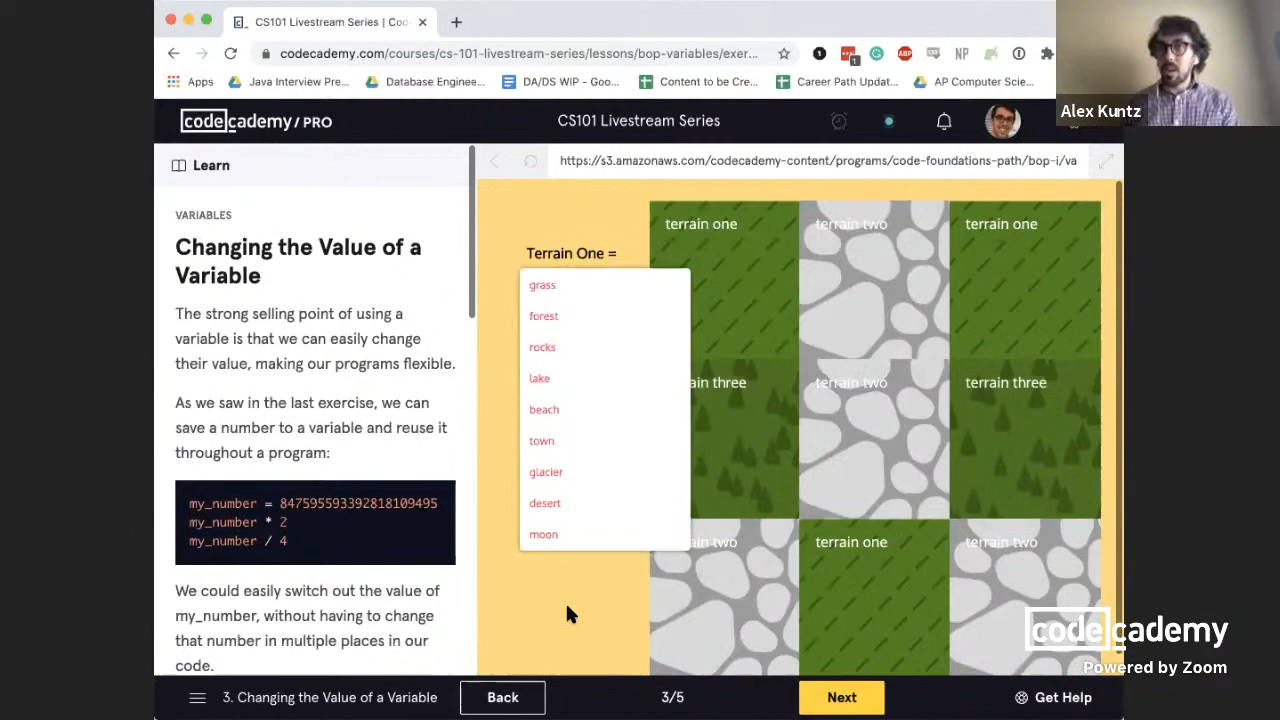 CS101 Livestream Series | Cod
codecademy.com/courses/cs-101-livestream-series/lessons/bop-variables/exer...
1
1
ABP
NP
Apps
Java Interview Pre...
Database Enginee...
DA/DS WIP - Goo...
Content to be Cre...
Career Path Updat...
AP Computer Scie...
Alex Kuntz
codecademy / PRO
CS101 Livestream Series
Learn
https://s3.amazonaws.com/codecademy-content/programs/code-foundations-path/bop-i/va
VARIABLES
Changing the Value of a
Variable
The strong selling point of using a
variable is that we can easily change
their value, making our programs flexible.
As we saw in the last exercise, we can
save a number to a variable and reuse it
throughout a program:
my_number = 847595593392818109495
my_number * 2
my_number / 4
We could easily switch out the value of
my_number, without having to change
that number in multiple places in our
code.
Terrain One =
grass
forest
rocks
lake
beach
town
glacier
desert
moon
terrain one
terrain two
terrain one
ain three
terrain two
terrain three
ain two
terrain one
terrain two
codecademy
Powered by Zoom
3. Changing the Value of a Variable
Back
3/5
Next
Get Help